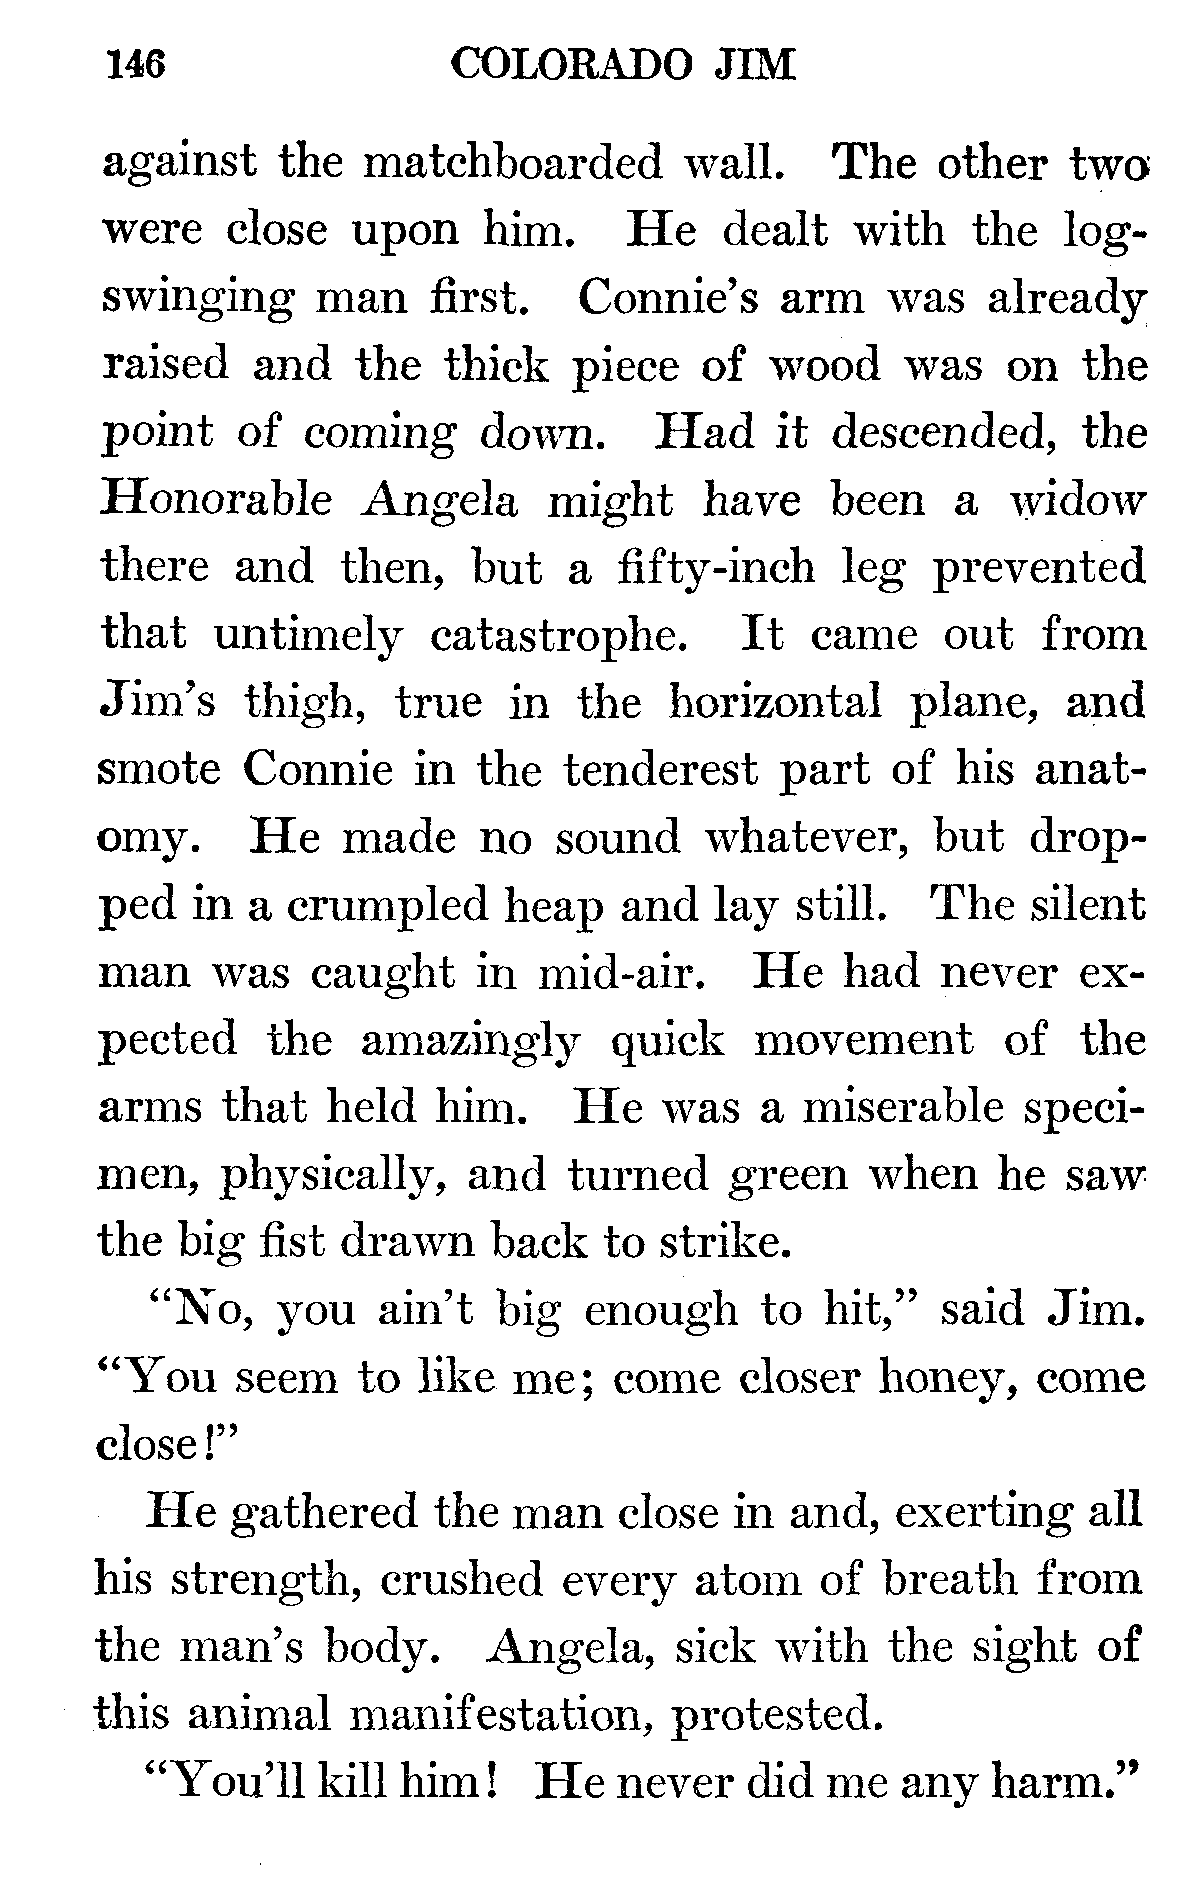 146 COLORADO JIM
against the matchboarded wall. The other two
were close upon him. He dealt with the log-
swinging man first. Connie's arm was already
raised and the thick piece of wood was on the
point of coming down. Had it descended, the
Honorable Angela might have been a widow
there and then, but a fifty-inch leg prevented
that untimely catastrophe. It came out from
Jim's thigh, true in the horizontal plane, and
smote Connie in the tenderest part of his anat-
omy. He made no sound whatever, but drop-
ped in a crumpled heap and lay still. The silent
man was caught in mid-air. He had never ex-
pected the amazingly quick movement of the
arms that held him. He was a miserable speci-
men, physically, and turned green when he saw
the big fist drawn back to strike.
"No, you ain't big enough to hit," said Jim.
"You seem to like me; come closer honey, come
close!"
He gathered the man close in and, exerting all
his strength, crushed every atom of breath from
the man's body. Angela, sick with the sight of
this animal manifestation, protested.
"You'll kill him! He never did me any harm."